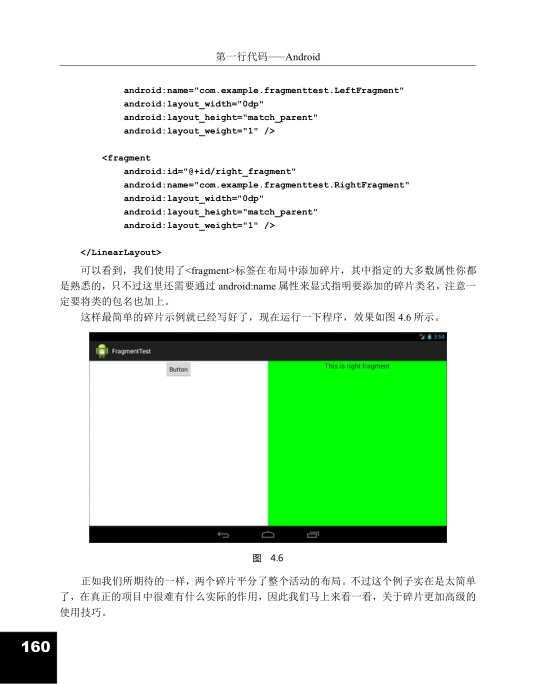 第一行代码——Android
android:name="com.example.fragmenttest.LeftFragment"
android:layout_width="0dp"
android:layout_height="match_parent"
android:layout_weight="1" />
<fragment
android:id="@+id/right_fragment"
android:name="com.example.fragmenttest.RightFragment"
android:layout_width="0dp"
android:layout_height="match_parent"
android:layout_weight="1" />
</LinearLayout>
可以看到，我们使用了<fragment>标签在布局中添加碎片，其中指定的大多数属性你都
是熟悉的，只不过这里还需要通过 android:name 属性来显式指明要添加的碎片类名，注意一
定要将类的包名也加上。
这样最简单的碎片示例就已经写好了，现在运行一下程序，效果如图 4.6 所示。
3:54
FragmentTest
Button
This is right fragment
图 4.6
正如我们所期待的一样，两个碎片平分了整个活动的布局。不过这个例子实在是太简单
了，在真正的项目中很难有什么实际的作用，因此我们马上来看一看，关于碎片更加高级的
使用技巧。
160